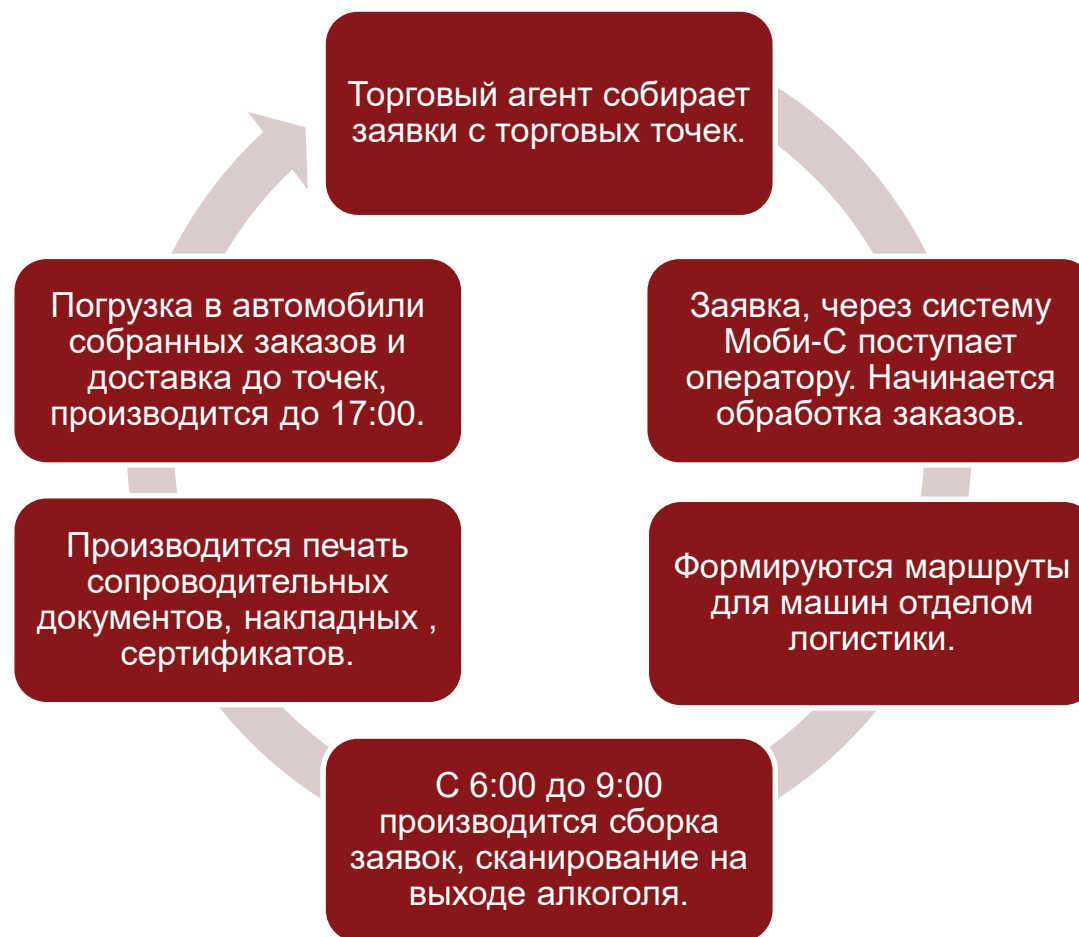 Торговый агент собирает
заявки с торговых точек.
Заявка, через систему
Моби-С поступает
оператору. Начинается
обработка заказов.
Формируются маршруты
для машин отделом
логистики.
С 6:00 до 9:00
производится сборка
заявок, сканирование на
выходе алкоголя.
Производится печать
сопроводительных
документов, накладных ,
сертификатов.
Погрузка в автомобили
собранных заказов и
доставка до точек,
производится до 17:00.